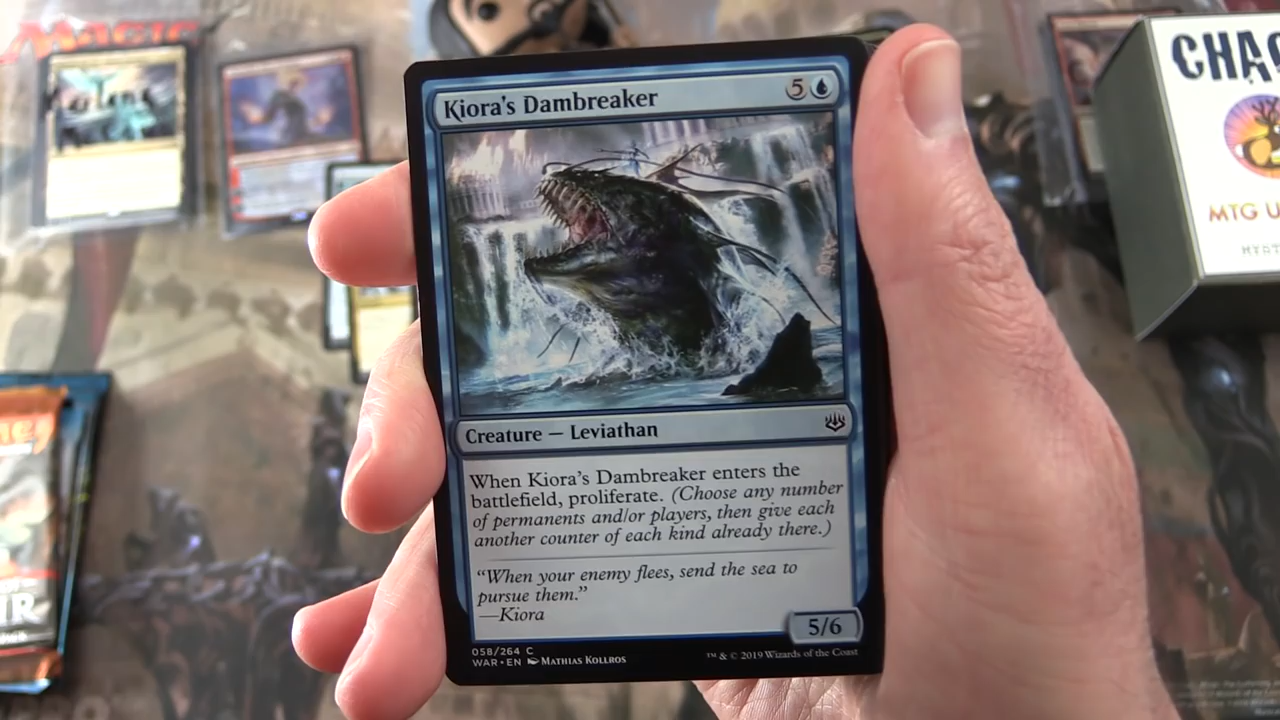 MAGIC
Kiora's Dambreaker
5
Creature — Leviathan
When Kiora's Dambreaker enters the
battlefield, proliferate. (Choose any number
of permanents and/or players, then give each
another counter of each kind already there.)
"When your enemy flees, send the sea to
pursue them."
—Kiora
5/6
058/264 C
WAR • EN Mathias Kollros
™ & © 2019 Wizards of the Coast
CHAO
MTG U